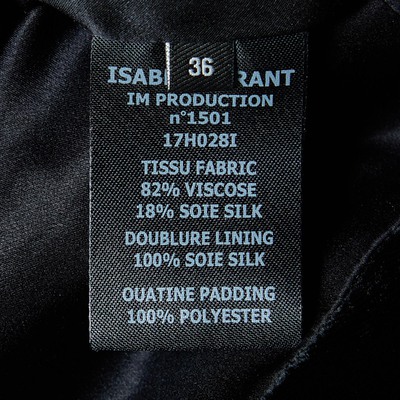 36
ISAB RANT
IM PRODUCTION
n°1501
17H028I
TISSU FABRIC
82% VISCOSE
18% SOIE SILK
DOUBLURE LINING
100% SOIE SILK
OUATINE PADDING
100% POLYESTER